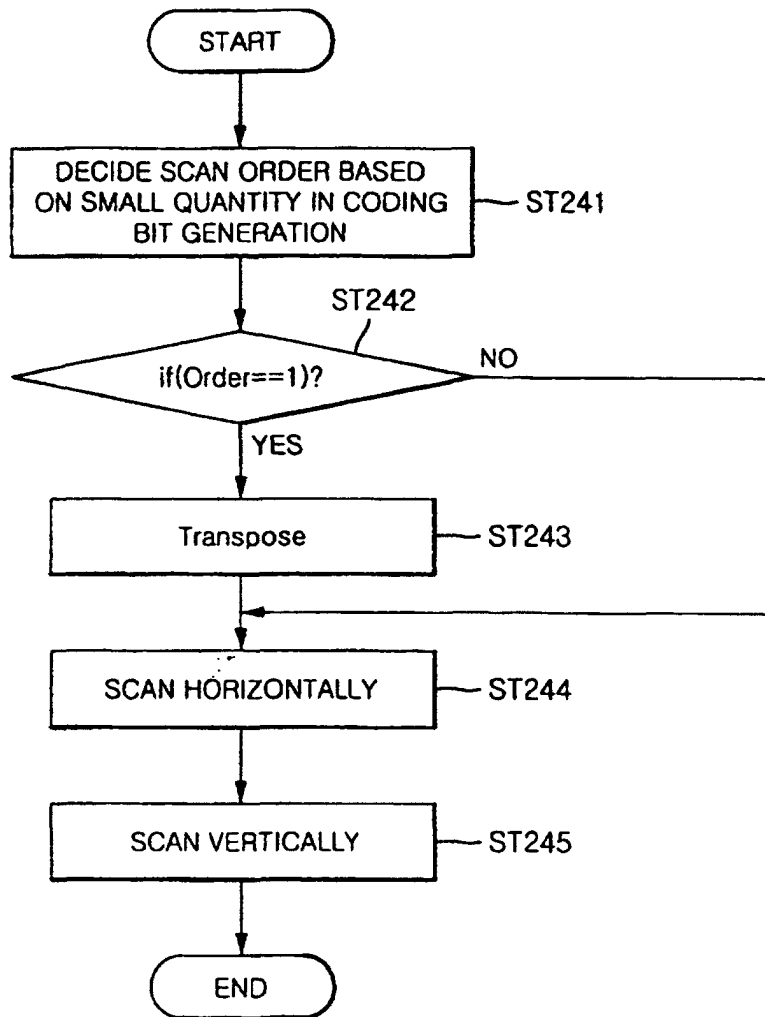 START
DECIDE SCAN ORDER BASED
ON SMALL QUANTITY IN CODING
BIT GENERATION
ST241
ST242
if(Order==1)?
NO
YES
Transpose
ST243
SCAN HORIZONTALLY
ST244
SCAN VERTICALLY
ST245
END